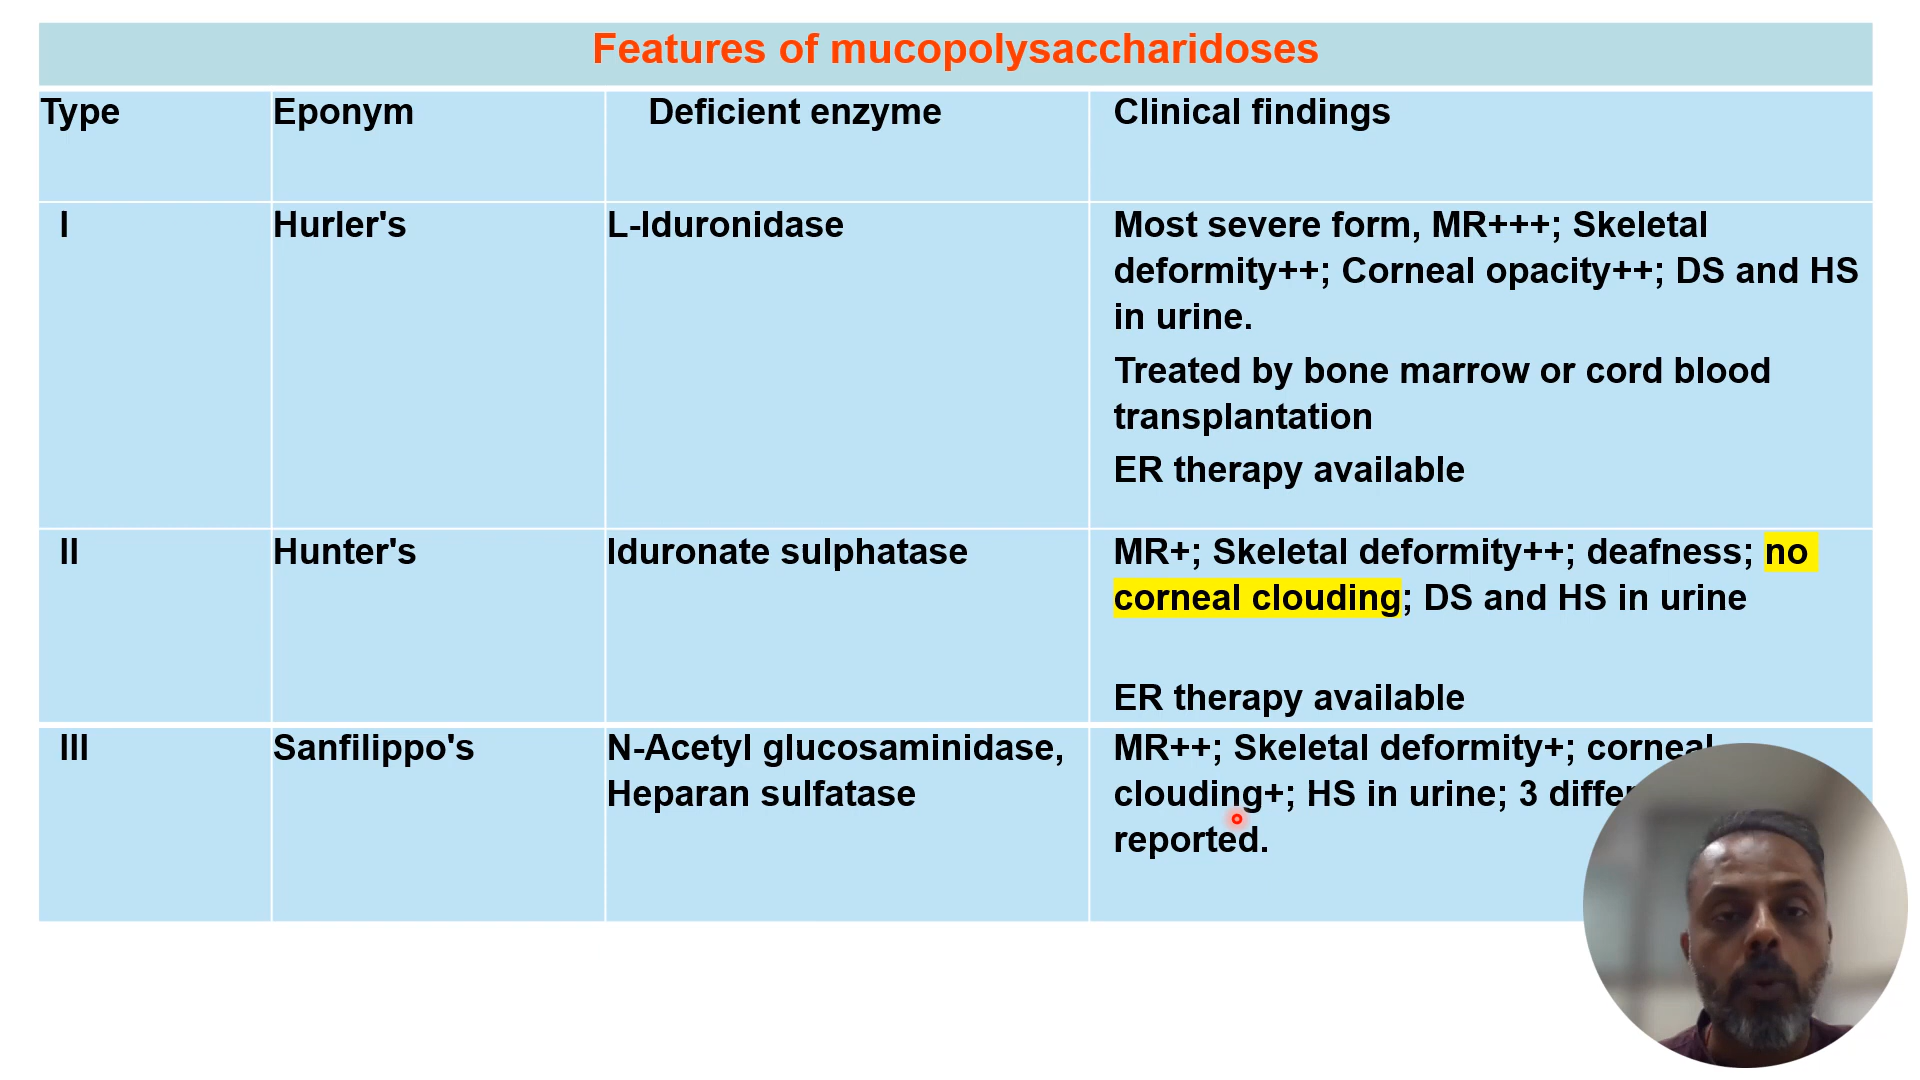 Features of mucopolysaccharidoses
Type Eponym Deficient enzyme Clinical findings
I Hurler's L-Iduronidase Most severe form, MR+++; Skeletal
deformity++; Corneal opacity++; DS and HS
in urine.
Treated by bone marrow or cord blood
transplantation
ER therapy available
II Hunter's Iduronate sulphatase MR+; Skeletal deformity++; deafness; no
corneal clouding; DS and HS in urine
ER therapy available
III Sanfilippo's N-Acetyl glucosaminidase,
Heparan sulfatase
MR++; Skeletal deformity+; corneal
clouding+; HS in urine; 3
reported.